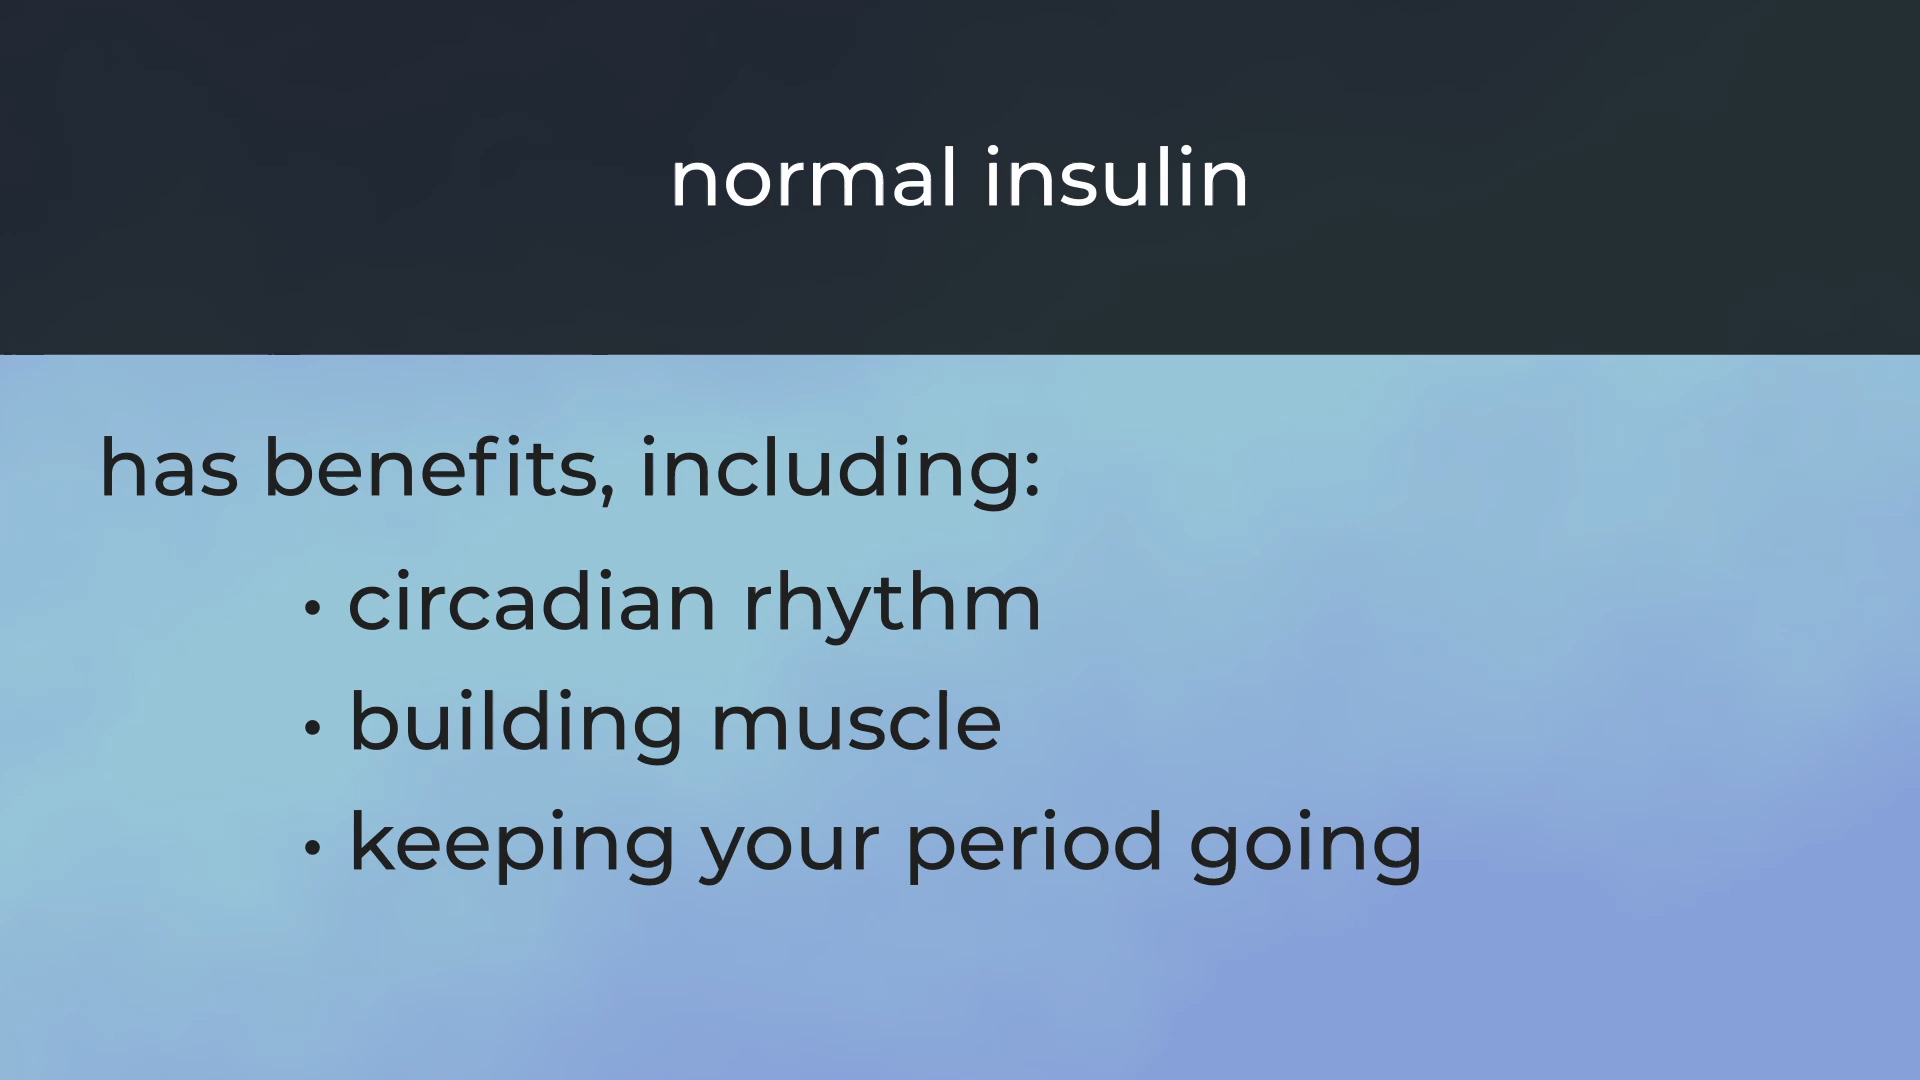 normal insulin
has benefits, including:
• circadian rhythm
• building muscle
• keeping your period going